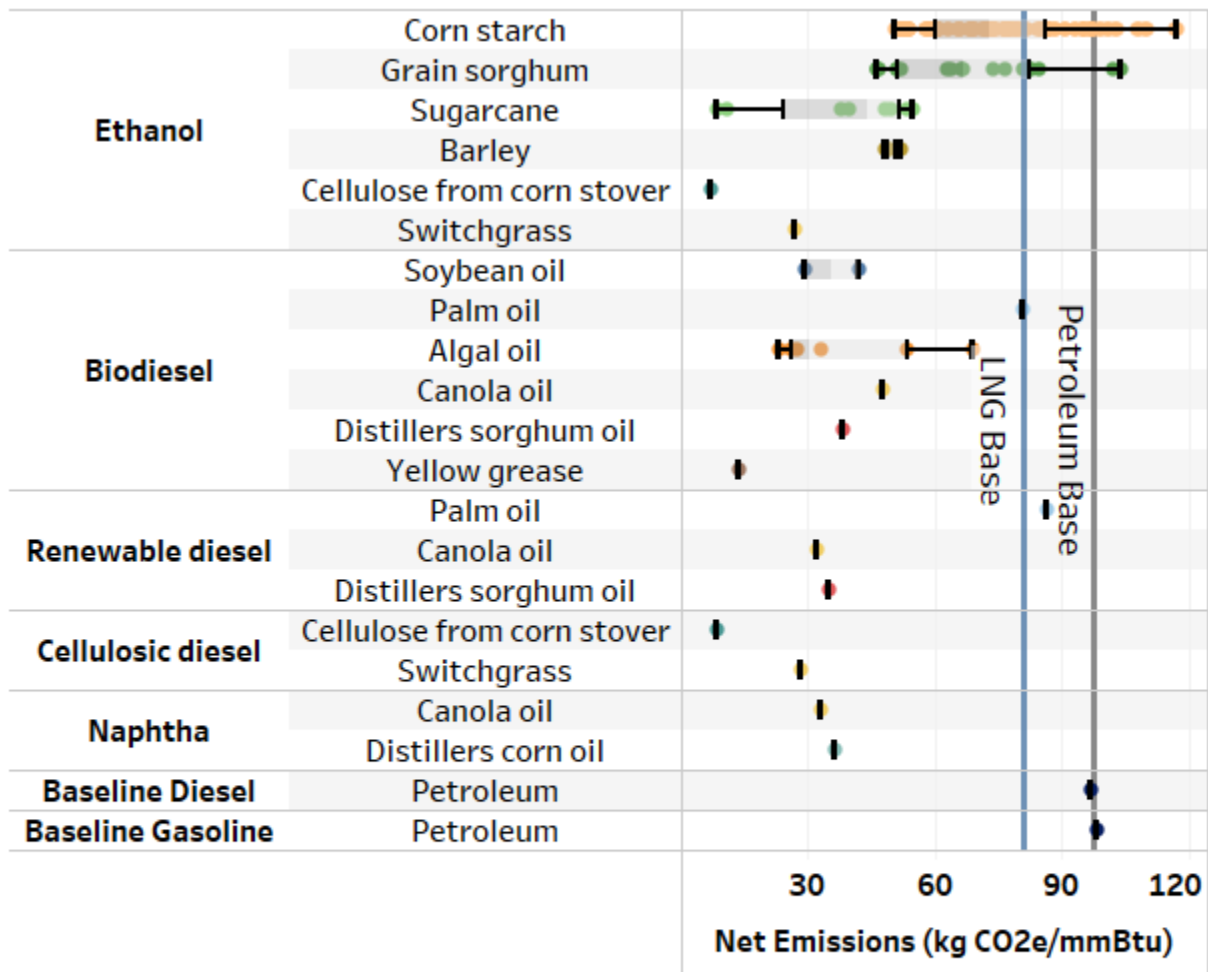 Ethanol
Corn starch
Grain sorghum
Sugarcane
Barley
Cellulose from corn stover
Switchgrass
Biodiesel
Soybean oil
Palm oil
Algal oil
Canola oil
Distillers sorghum oil
Yellow grease
Renewable diesel
Palm oil
Canola oil
Distillers sorghum oil
Cellulosic diesel
Cellulose from corn stover
Switchgrass
Naphtha
Canola oil
Distillers corn oil
Baseline Diesel
Petroleum
Baseline Gasoline
Petroleum
LNG Base
Petroleum Base
30 60 90 120
Net Emissions (kg CO2e/mmBtu)